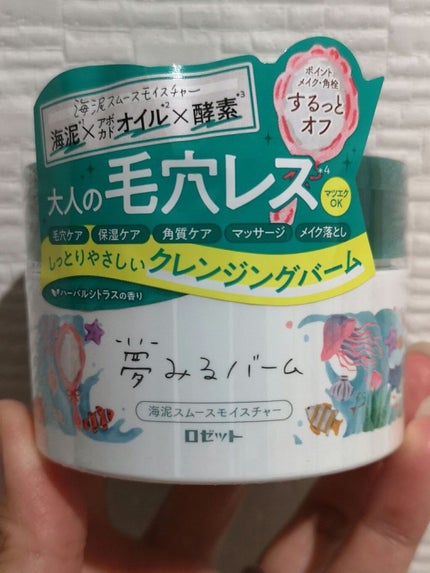 海泥スムースモイスチャー
海泥*1×アボカドオイル*2×酵素*3
ポイント
メイク・角栓
するっと
オフ
大人の毛穴レス*4
マツエク
OK
毛穴ケア 保湿ケア 角質ケア マッサージ メイク落とし
しっとりやさしいクレンジングバーム
ハーバルシトラスの香り
夢みるバーム
海泥スムースモイスチャー
ロゼット